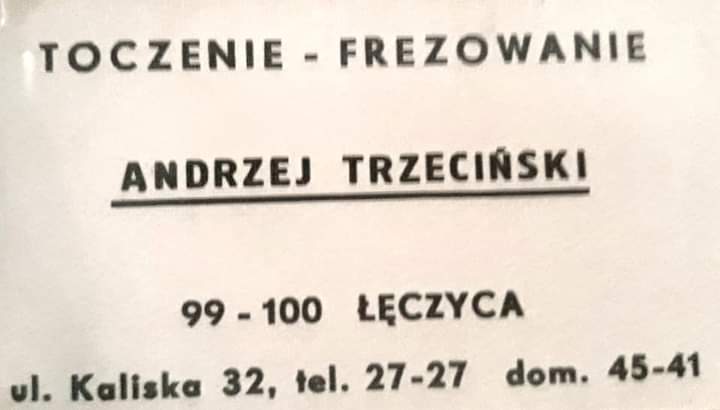 TOCZENIE - FREZOWANIE
ANDRZEJ TRZECIŃSKI
99-100 ŁĘCZYCA
ul. Kaliska 32, tel. 27-27 dom. 45-41